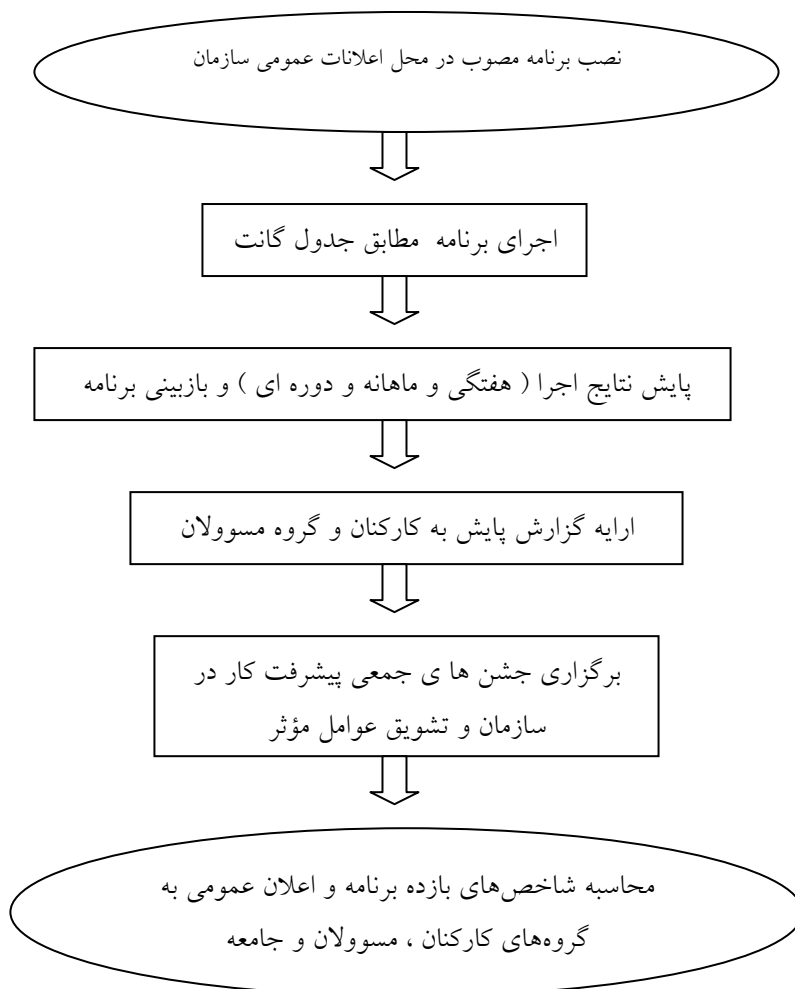 نصب برنامه مصوب در محل اعلانات عمومی سازمان
اجرای برنامه مطابق جدول گانت
پایش نتایج اجرا ( هفتگی و ماهانه و دوره ای ) و بازبینی برنامه
ارایه گزارش پایش به کارکنان و گروه مسوولان
برگزاری جشن ها ی جمعی پیشرفت کار در
سازمان و تشویق عوامل مؤثر
محاسبه شاخص‌های بازده برنامه و اعلان عمومی به
گروه‌های کارکنان ، مسوولان و جامعه